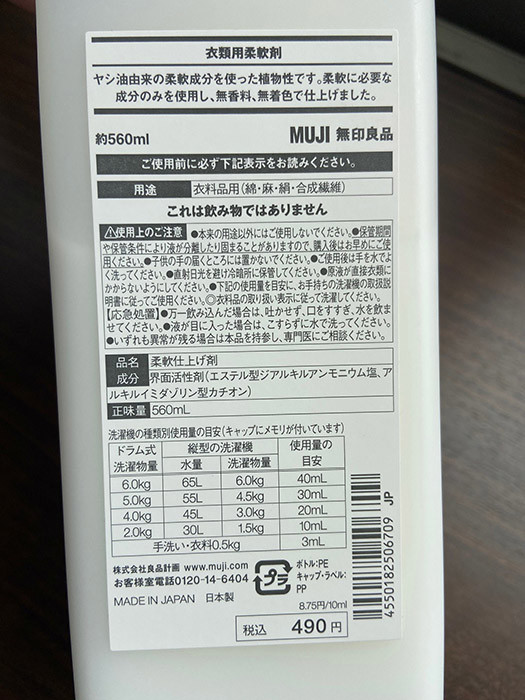 衣類用柔軟剤
ヤシ油由来の柔軟成分を使った植物性です。柔軟に必要な
成分のみを使用し、無香料、無着色で仕上げました。
約560ml MUJI 無印良品
ご使用前に必ず下記表示をお読みください。
用途 衣料品用(綿・麻・絹・合成繊維)
これは飲み物ではありません
⚠使用上のご注意 ●本来の用途以外にはご使用しないでください。●保管期間
や保管条件により液が分離したり固まることがありますので、購入後はお早めにご使
用ください。●子供の手の届くところには置かないでください。●ご使用後は手を水でよ
く洗ってください。●直射日光を避け冷暗所に保管してください。●原液が直接衣類に
かからないようにしてください。●下記の使用量を目安に、お手持ちの洗濯機の取扱説
明書に従ってご使用ください。◎衣料品の取り扱い表示に従って洗濯してください。
【応急処置】●万一飲み込んだ場合は、吐かせず、口をすすぎ、水を飲ま
せてください。●液が目に入った場合は、こすらずに水で洗ってください。
●いずれも異常が残る場合は本品を持参し、専門医にご相談ください。
品名 柔軟仕上げ剤
成分 界面活性剤(エステル型ジアルキルアンモニウム塩、ア
ルキルイミダゾリン型カチオン)
正味量 560mL
洗濯機の種類別使用量の目安(キャップにメモリが付いています)
ドラム式 縦型の洗濯機 使用量の
洗濯物量 水量 洗濯物量 目安
6.0kg 65L 6.0kg 40mL
5.0kg 55L 4.5kg 30mL
4.0kg 45L 3.0kg 20mL
2.0kg 30L 1.5kg 10mL
手洗い・衣料0.5kg 3mL
株式会社良品計画 www.muji.com
お客様室電話0120-14-6404
MADE IN JAPAN 日本製
プラ
ボトル:PE
キャップ・ラベル:
PP
8.75円/10ml
税込 490円
4550182506709 JP